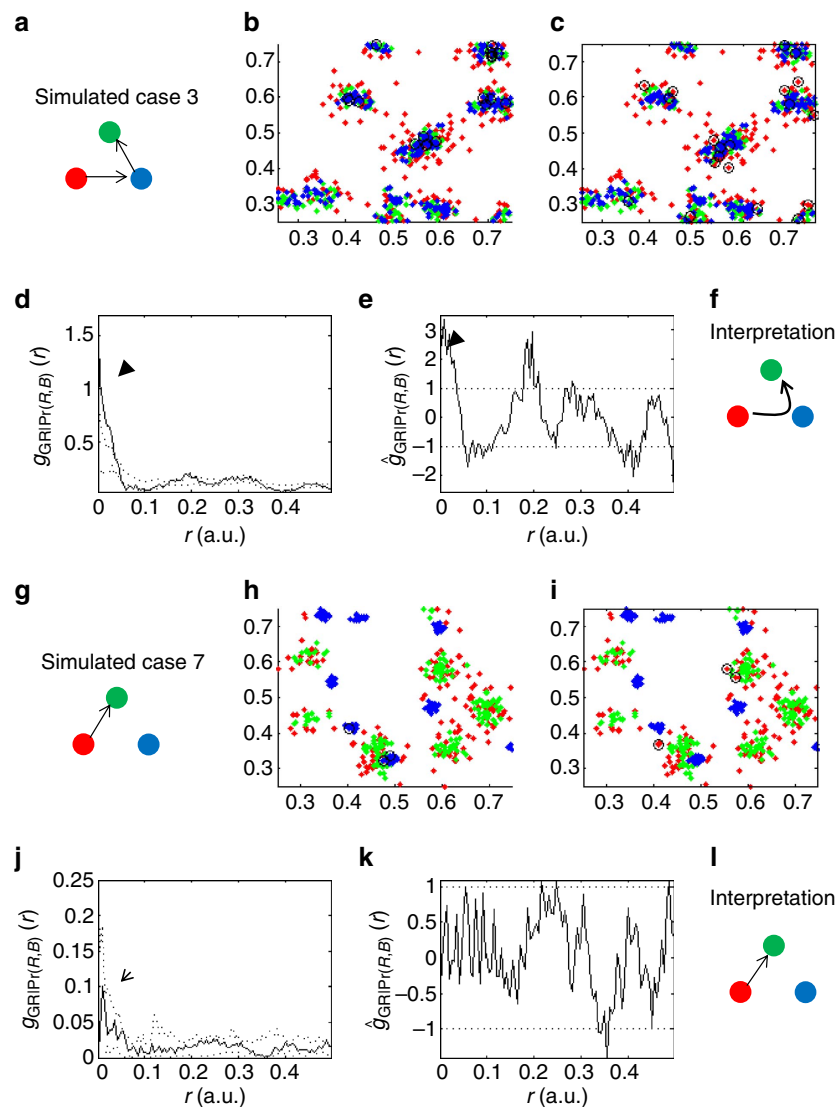 a
Simulated case 3
b
0.7
0.6
0.5
0.4
0.3
0.3 0.4 0.5 0.6 0.7
c
0.7
0.6
0.5
0.4
0.3
0.3 0.4 0.5 0.6 0.7
d
1.5
1
0.5
0 0.1 0.2 0.3 0.4
r (a.u.)
gGRIPr(R,B) (r)
e
3
2
1
0
−1
−2
0 0.1 0.2 0.3 0.4
r (a.u.)
ĝGRIPr(R,B) (r)
f
Interpretation
g
Simulated case 7
h
0.7
0.6
0.5
0.4
0.3
0.3 0.4 0.5 0.6 0.7
i
0.7
0.6
0.5
0.4
0.3
0.3 0.4 0.5 0.6 0.7
j
0.25
0.2
0.15
0.1
0.05
0
0 0.1 0.2 0.3 0.4
r (a.u.)
gGRIPr(R,B) (r)
k
1
0.5
0
−0.5
−1
0 0.1 0.2 0.3 0.4
r (a.u.)
ĝGRIPr(R,B) (r)
l
Interpretation